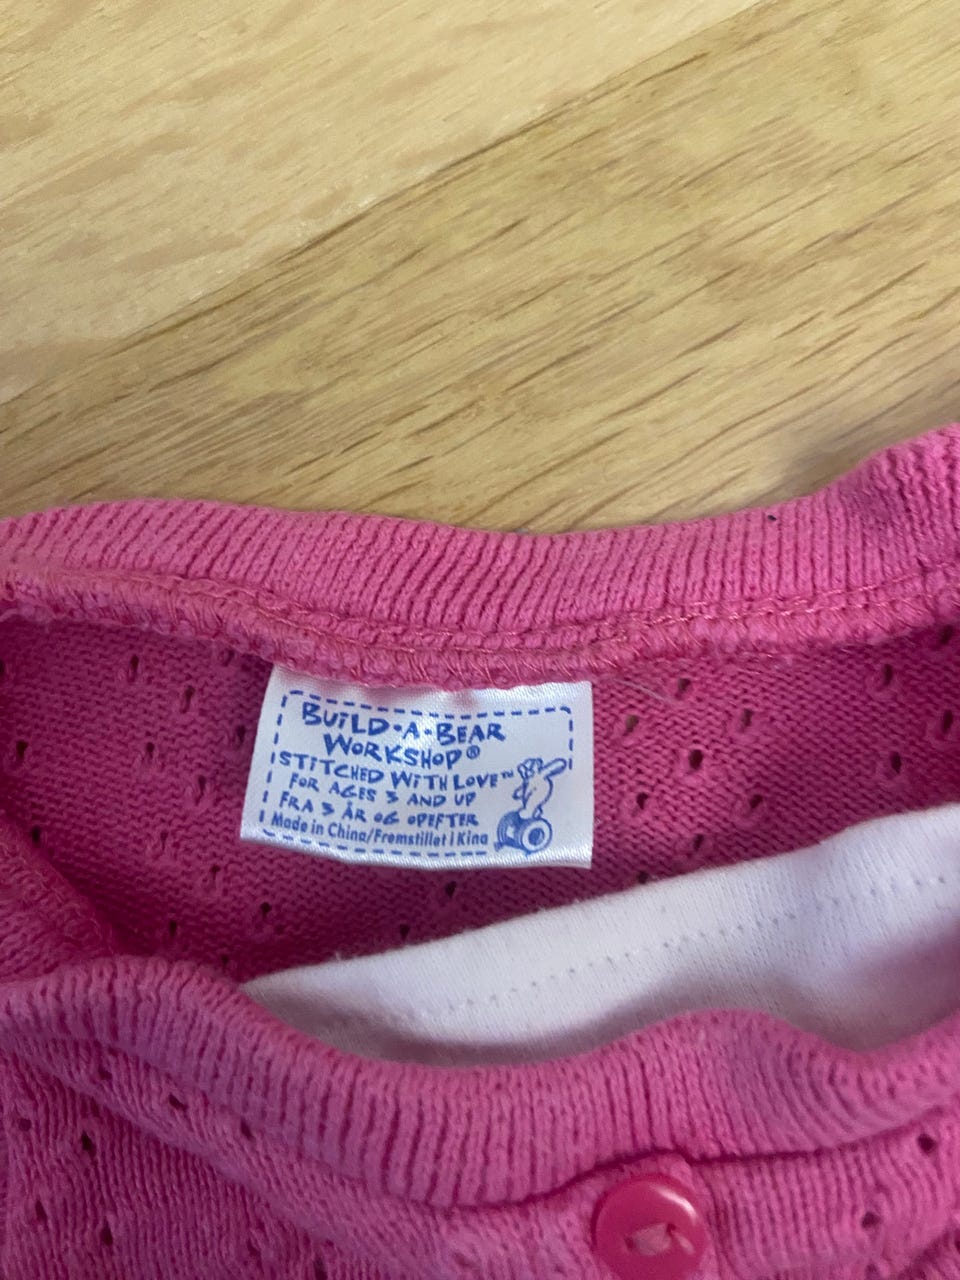 BUILD-A-BEAR
WORKSHOP®
STITCHED WITH LOVE™
FOR AGES 3 AND UP
FRA 3 ÅR OG OPEFTER
Made in China/Fremstillet i Kina